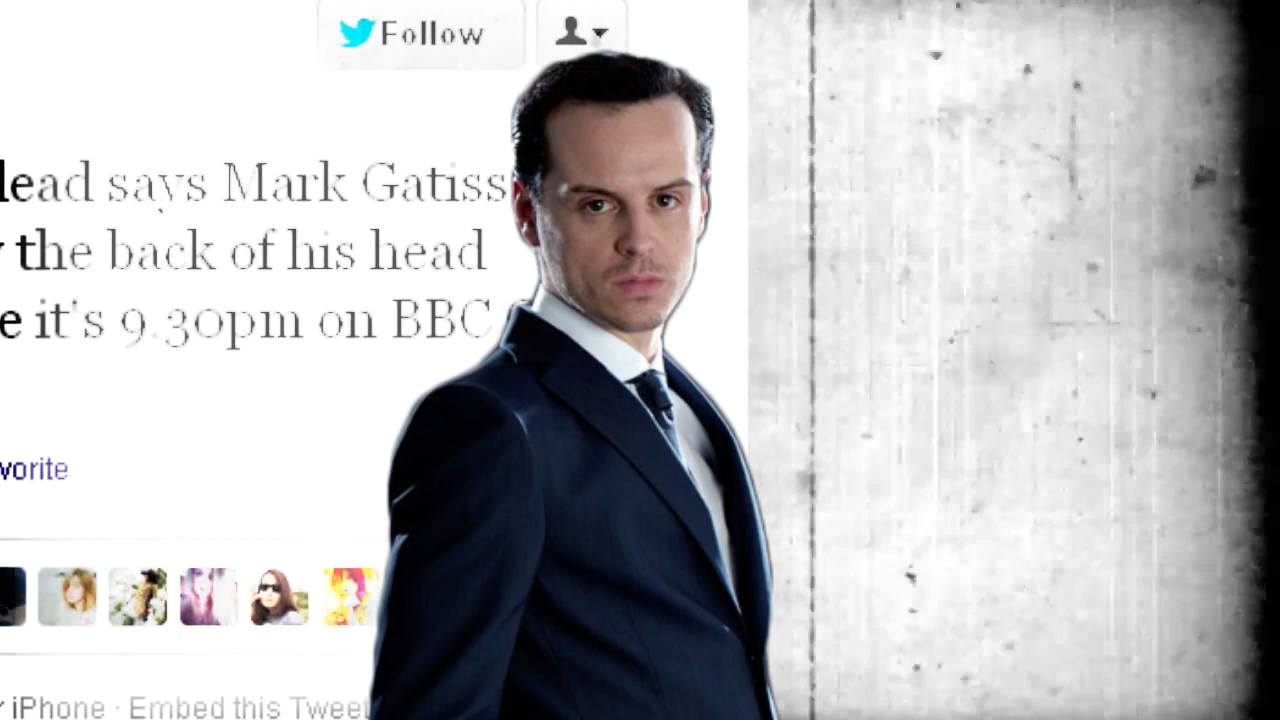 Follow
lead says Mark Gatiss
the back of his head
e it's 9.30pm on BBC
vorite
r iPhone · Embed this Tweet